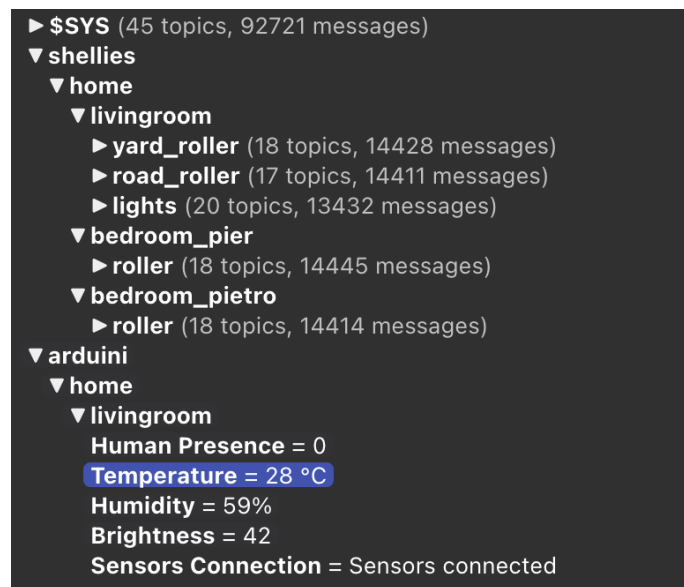 $SYS (45 topics, 92721 messages)
shellies
home
livingroom
yard_roller (18 topics, 14428 messages)
road_roller (17 topics, 14411 messages)
lights (20 topics, 13432 messages)
bedroom_pier
roller (18 topics, 14445 messages)
bedroom_pietro
roller (18 topics, 14414 messages)
arduini
home
livingroom
Human Presence = 0
Temperature = 28 °C
Humidity = 59%
Brightness = 42
Sensors Connection = Sensors connected